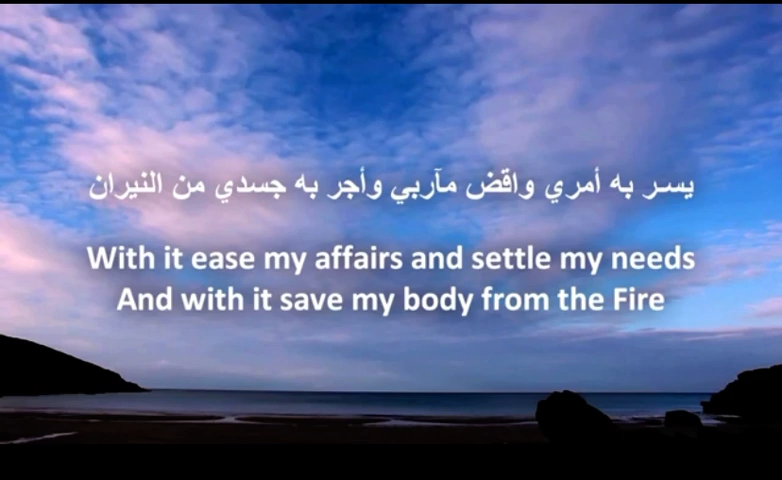 يسر به أمري واقض مآربي وأجر به جسدي من النيران
With it ease my affairs and settle my needs
And with it save my body from the Fire